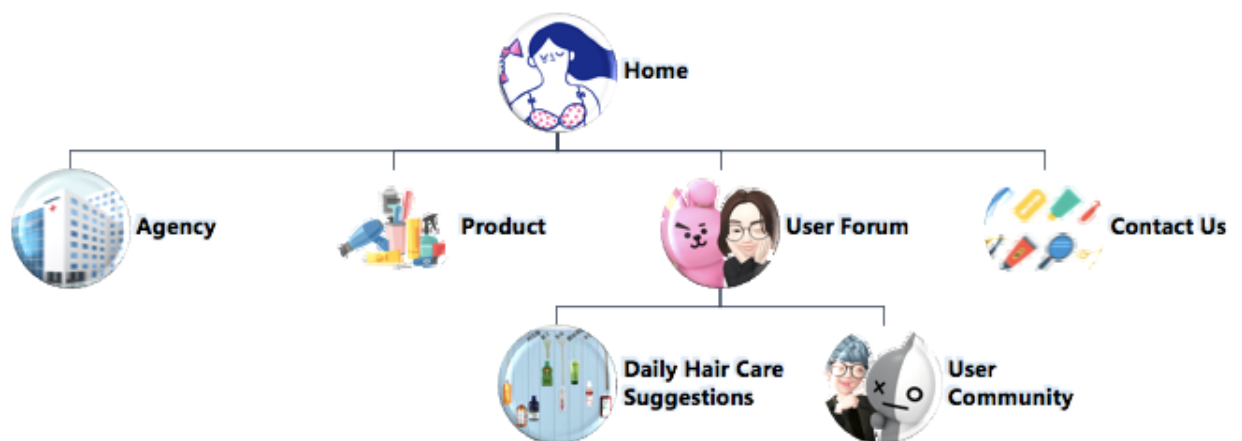 Home
Agency
Product
User Forum
Contact Us
Daily Hair Care
Suggestions
User
Community